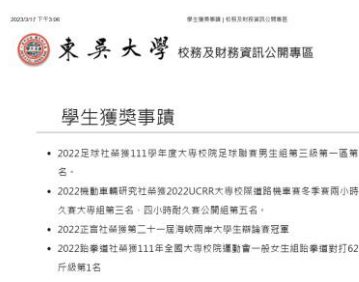 2023/3/17 下午3:06
學生獲獎事蹟 | 校務及財務資訊公開專區
東吳大學 校務及財務資訊公開專區
學生獲獎事蹟
• 2022足球社榮獲111學年度大專校院足球聯賽男生組第三級第一區第
名。
• 2022機動車輛研究社榮獲2022UCRR大專校際道路機車賽冬季賽兩小時
久賽大專組第三名、四小時耐久賽公開組第五名。
• 2022正言社榮獲第二十一屆海峽兩岸大學生辯論賽冠軍
• 2022跆拳道社榮獲111年全國大專校院運動會一般女生組跆拳道對打62
斤級第1名